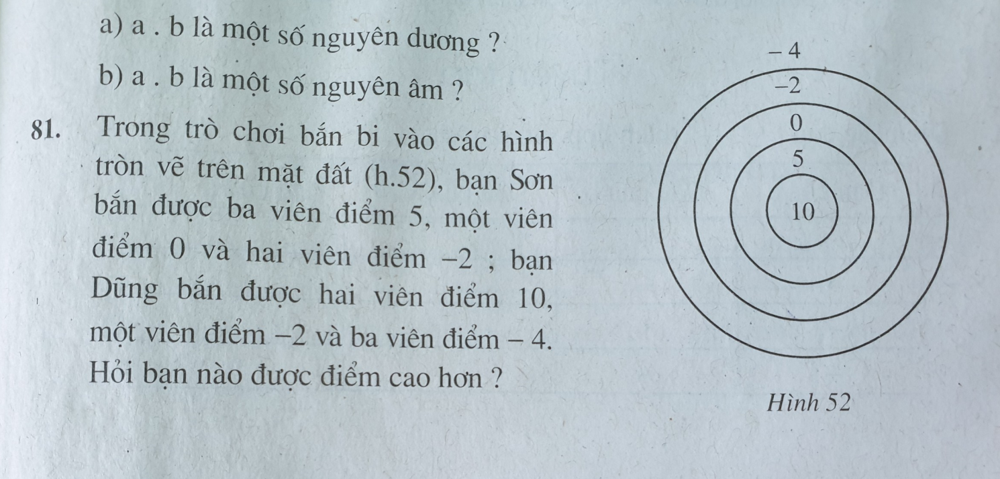 a) a . b là một số nguyên dương ?
b) a . b là một số nguyên âm ?
81. Trong trò chơi bắn bi vào các hình
tròn vẽ trên mặt đất (h.52), bạn Sơn
bắn được ba viên điểm 5, một viên
điểm 0 và hai viên điểm −2 ; bạn
Dũng bắn được hai viên điểm 10,
một viên điểm −2 và ba viên điểm − 4.
Hỏi bạn nào được điểm cao hơn ?
− 4
−2
0
5
10
Hình 52